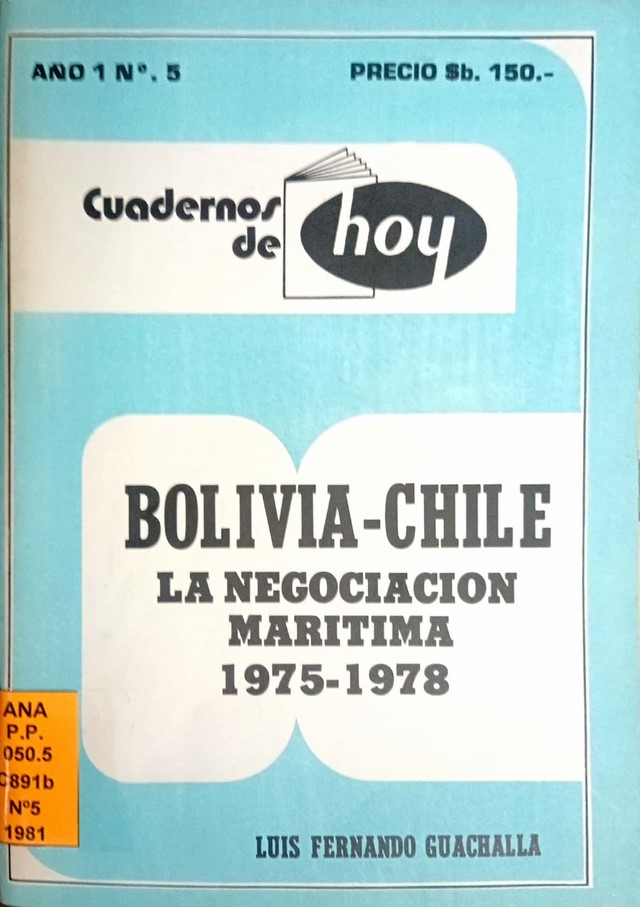 AÑO 1 Nº. 5
PRECIO $b. 150.-
Cuadernos
de
hoy
BOLIVIA-CHILE
LA NEGOCIACION
MARITIMA
1975-1978
ANA
P.P.
050.5
C891b
Nº5
1981
LUIS FERNANDO GUACHALLA